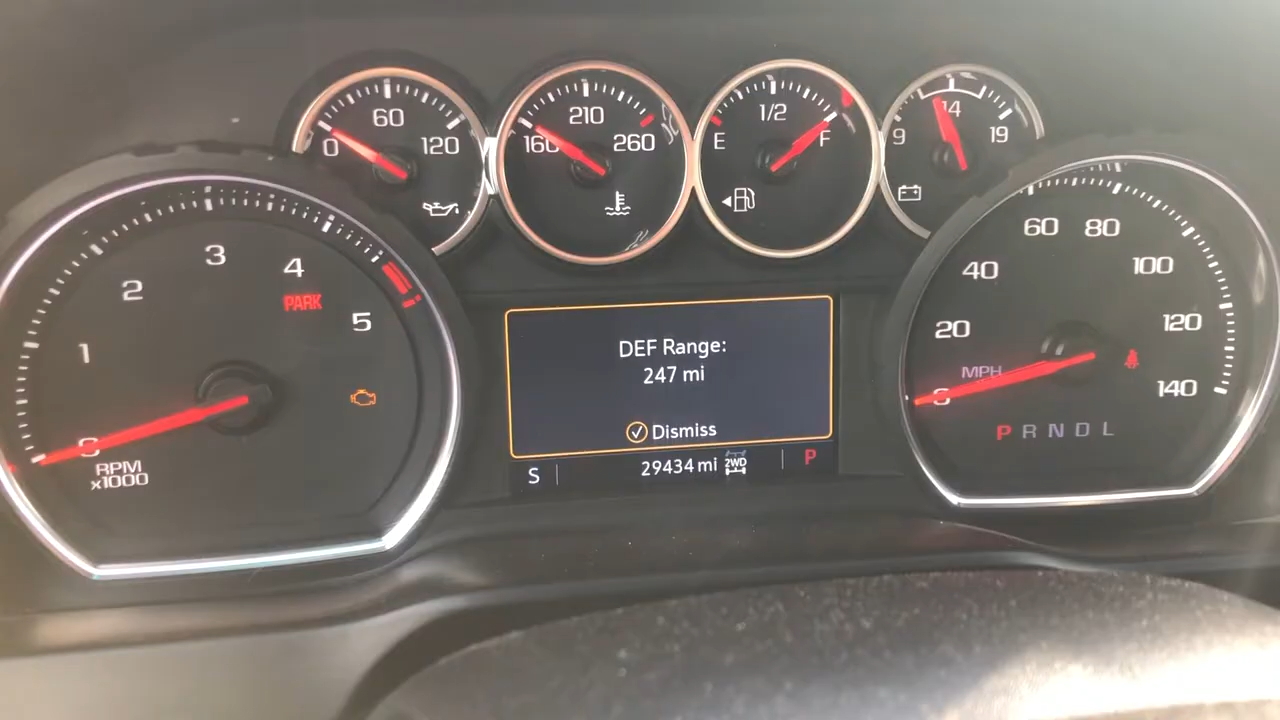 60
0 120
210
160 260
1/2
E F
14
9 19
1 2 3 4 5
PARK
0
RPM
x1000
DEF Range:
247 mi
Dismiss
S 29434 mi 2WD P
20 40 60 80 100 120 140
MPH
P R N D L